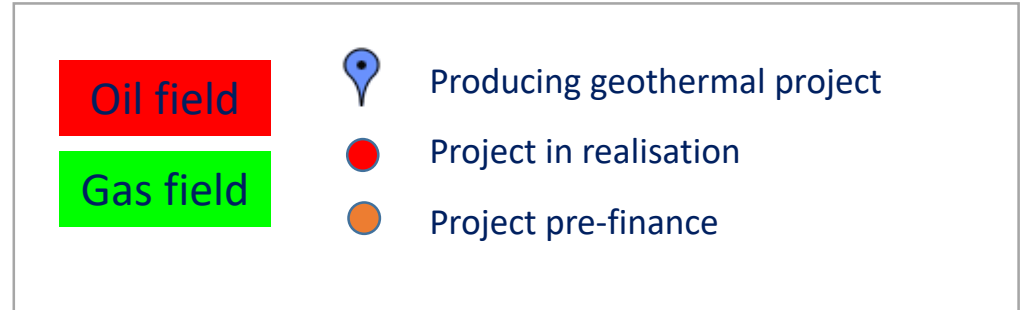 Oil field
Gas field
Producing geothermal project
Project in realisation
Project pre-finance